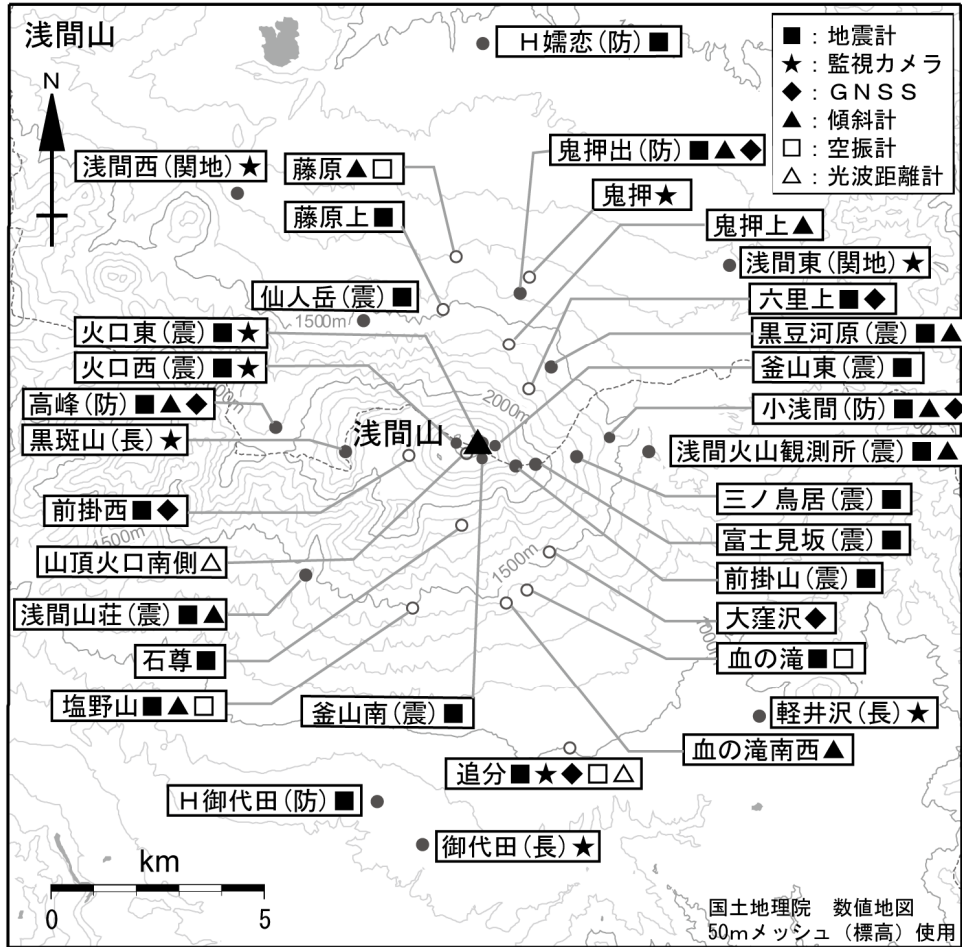 浅間山
N
H嬬恋(防)■
■：地震計
★：監視カメラ
◆：GNSS
▲：傾斜計
□：空振計
△：光波距離計
浅間西(関地)★
藤原▲□
藤原上■
鬼押出(防)■▲◆
鬼押★
鬼押上▲
浅間東(関地)★
仙人岳(震)■
1500m
六里上■◆
火口東(震)■★
黒豆河原(震)■▲
火口西(震)■★
釜山東(震)■
2000m
高峰(防)■▲◆
小浅間(防)■▲◆
浅間山
黒斑山(長)★
浅間火山観測所(震)■▲
前掛西■◆
三ノ鳥居(震)■
1500m
富士見坂(震)■
1500m
山頂火口南側△
前掛山(震)■
浅間山荘(震)■▲
大窪沢◆
1000m
石尊■
血の滝■□
塩野山■▲□
釜山南(震)■
軽井沢(長)★
血の滝南西▲
追分■★◆□△
H御代田(防)■
御代田(長)★
km
0 5
国土地理院 数値地図
50mメッシュ(標高)使用